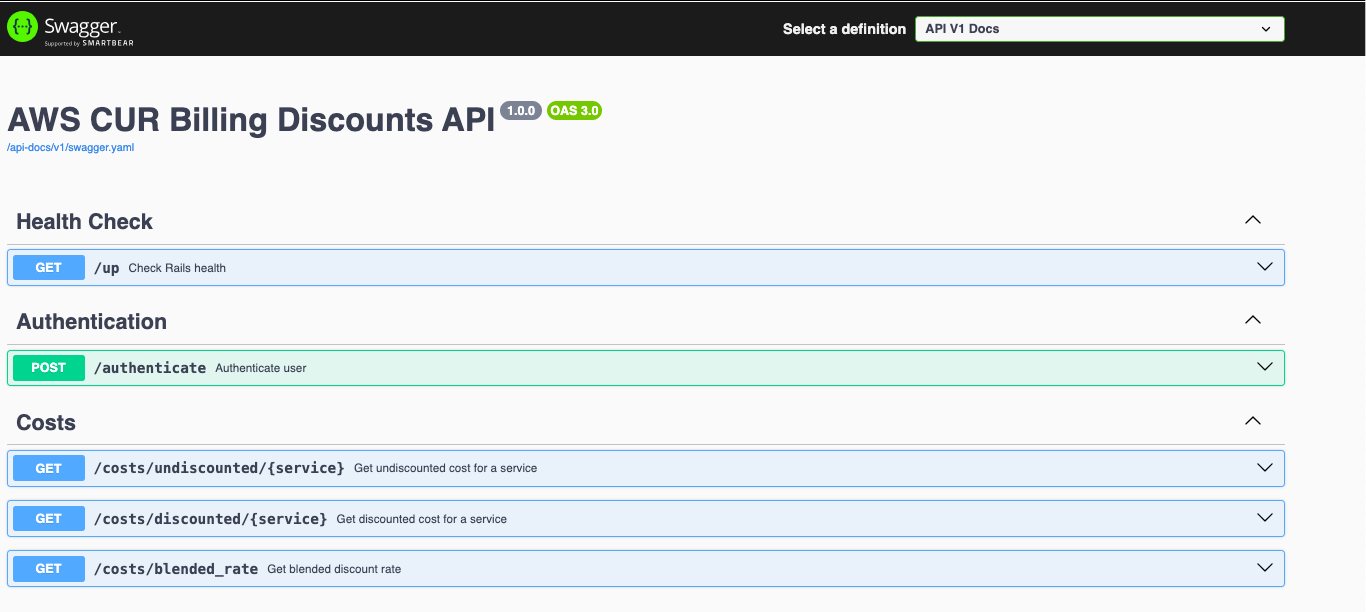 {···} Swagger. Select a definition API V1 Docs
Supported by SMARTBEAR
AWS CUR Billing Discounts API 1.0.0 OAS 3.0
/api-docs/v1/swagger.yaml
Health Check
GET /up Check Rails health
Authentication
POST /authenticate Authenticate user
Costs
GET /costs/undiscounted/{service} Get undiscounted cost for a service
GET /costs/discounted/{service} Get discounted cost for a service
GET /costs/blended_rate Get blended discount rate